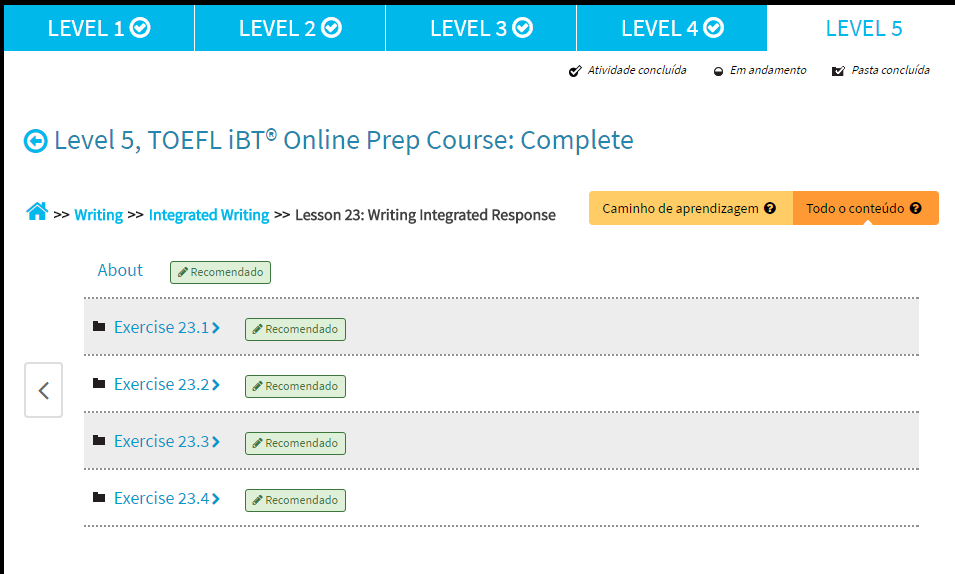 LEVEL 1 LEVEL 2 LEVEL 3 LEVEL 4 LEVEL 5
Atividade concluída Em andamento Pasta concluída
Level 5, TOEFL iBT® Online Prep Course: Complete
>> Writing >> Integrated Writing >> Lesson 23: Writing Integrated Response
Caminho de aprendizagem Todo o conteúdo
About Recomendado
Exercise 23.1 Recomendado
Exercise 23.2 Recomendado
Exercise 23.3 Recomendado
Exercise 23.4 Recomendado